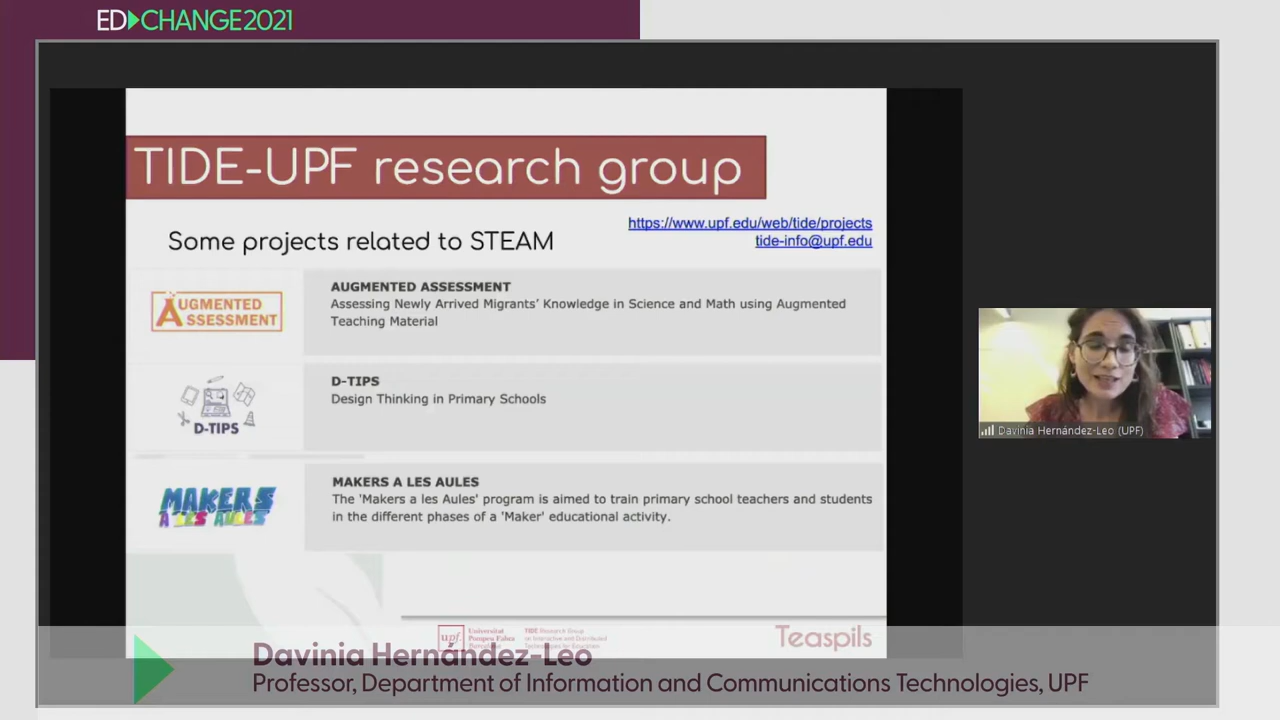 ED CHANGE2021
TIDE-UPF research group
https://www.upf.edu/web/tide/projects
tide-info@upf.edu
Some projects related to STEAM
AUGMENTED
ASSESSMENT
AUGMENTED ASSESSMENT
Assessing Newly Arrived Migrants' Knowledge in Science and Math using Augmented
Teaching Material
D-TIPS
D-TIPS
Design Thinking in Primary Schools
MAKERS
A LES AULES
MAKERS A LES AULES
The 'Makers a les Aules' program is aimed to train primary school teachers and students
in the different phases of a 'Maker' educational activity.
Davinia Hernández-Leo (UPF)
upf.
Universitat
Pompeu Fabra
Barcelona
TIDE Research Group
on Interactive and Distributed
Technologies for Education
Teaspils
Davinia Hernández-Leo
Professor, Department of Information and Communications Technologies, UPF